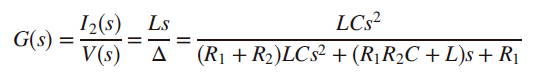 G(s) = I₂(s)/V(s) = Ls/Δ = LCs²/((R₁ + R₂)LCs² + (R₁R₂C + L)s + R₁)